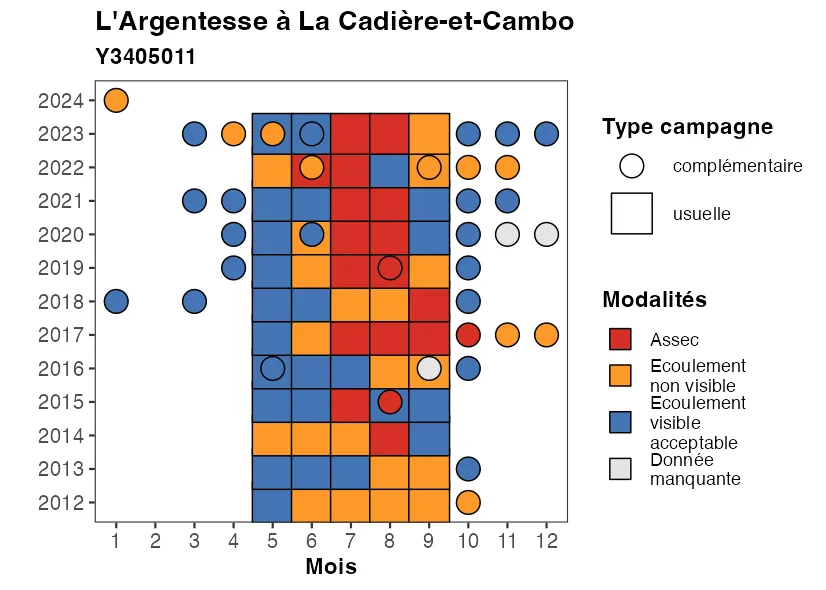 L'Argentesse à La Cadière-et-Cambo
Y3405011
2024
2023
2022
2021
2020
2019
2018
2017
2016
2015
2014
2013
2012
1 2 3 4 5 6 7 8 9 10 11 12
Mois
Type campagne
complémentaire
usuelle
Modalités
Assec
Ecoulement
non visible
Ecoulement
visible
acceptable
Donnée
manquante